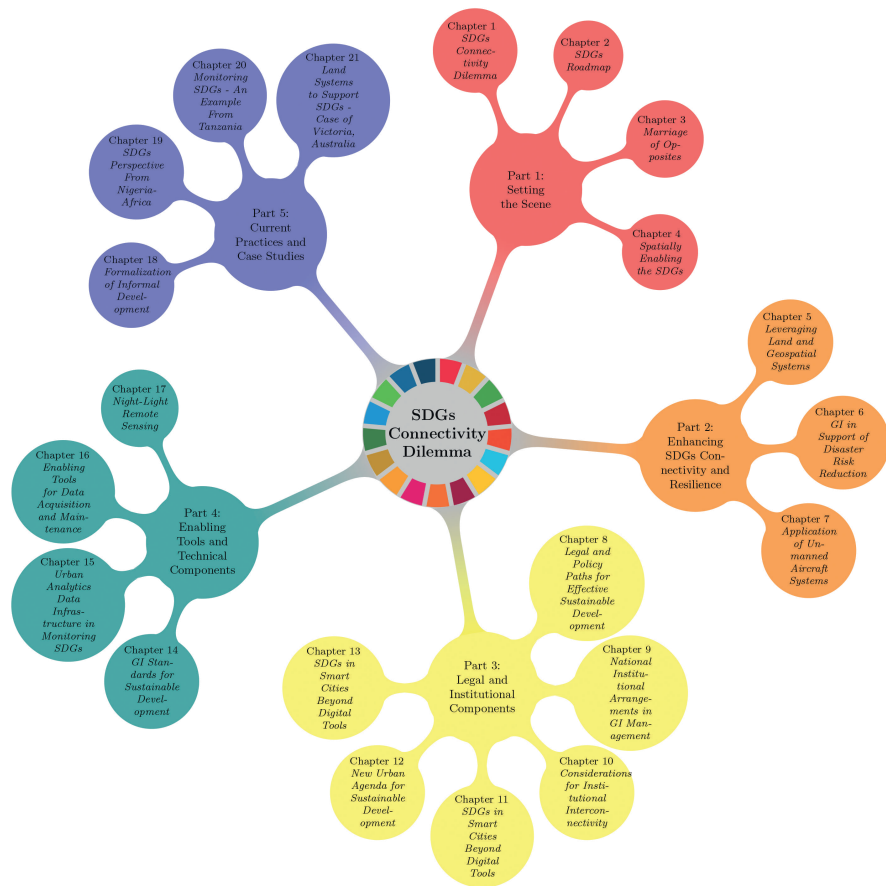 SDGs
Connectivity
Dilemma
Part 1:
Setting
the Scene
Chapter 1
SDGs
Connec-
tivity
Dilemma
Chapter 2
SDGs
Roadmap
Chapter 3
Marriage of Op-
posites
Chapter 4
Spatially
Enabling
the SDGs
Part 2:
Enhancing
SDGs Con-
nectivity and
Resilience
Chapter 5
Leveraging
Land and
Geospatial
Systems
Chapter 6
GI in
Support of
Disaster
Risk
Reduction
Chapter 7
Application
of Un-
manned
Aircraft
Systems
Part 3:
Legal and
Institutional
Components
Chapter 8
Legal and
Policy
Paths for
Effective
Sustainable
Devel-
opment
Chapter 9
National
Institu-
tional
Arrange-
ments in
GI Man-
agement
Chapter 10
Considerations
for Insti-
tutional
Intercon-
nectivity
Chapter 11
SDGs in
Smart
Cities
Beyond
Digital
Tools
Chapter 12
New Urban
Agenda for
Sustainable
Devel-
opment
Chapter 13
SDGs in
Smart
Cities
Beyond
Digital
Tools
Part 4:
Enabling
Tools and
Technical
Components
Chapter 14
GI Stan-
dards for
Sustainable
Devel-
opment
Chapter 15
Urban
Analytics
Data
Infras-
tructure in
Monitoring
SDGs
Chapter 16
Enabling
Tools
for Data
Acquisition
and Main-
tenance
Chapter 17
Night-Light
Remote
Sensing
Part 5:
Current
Practices and
Case Studies
Chapter 18
Formalization
of Informal
Devel-
opment
Chapter 19
SDGs
Perspective
From
Nigeria-
Africa
Chapter 20
Monitoring
SDGs - An
Example
From
Tanzania
Chapter 21
Land
Systems
to Support
SDGs -
Case of
Victoria,
Australia